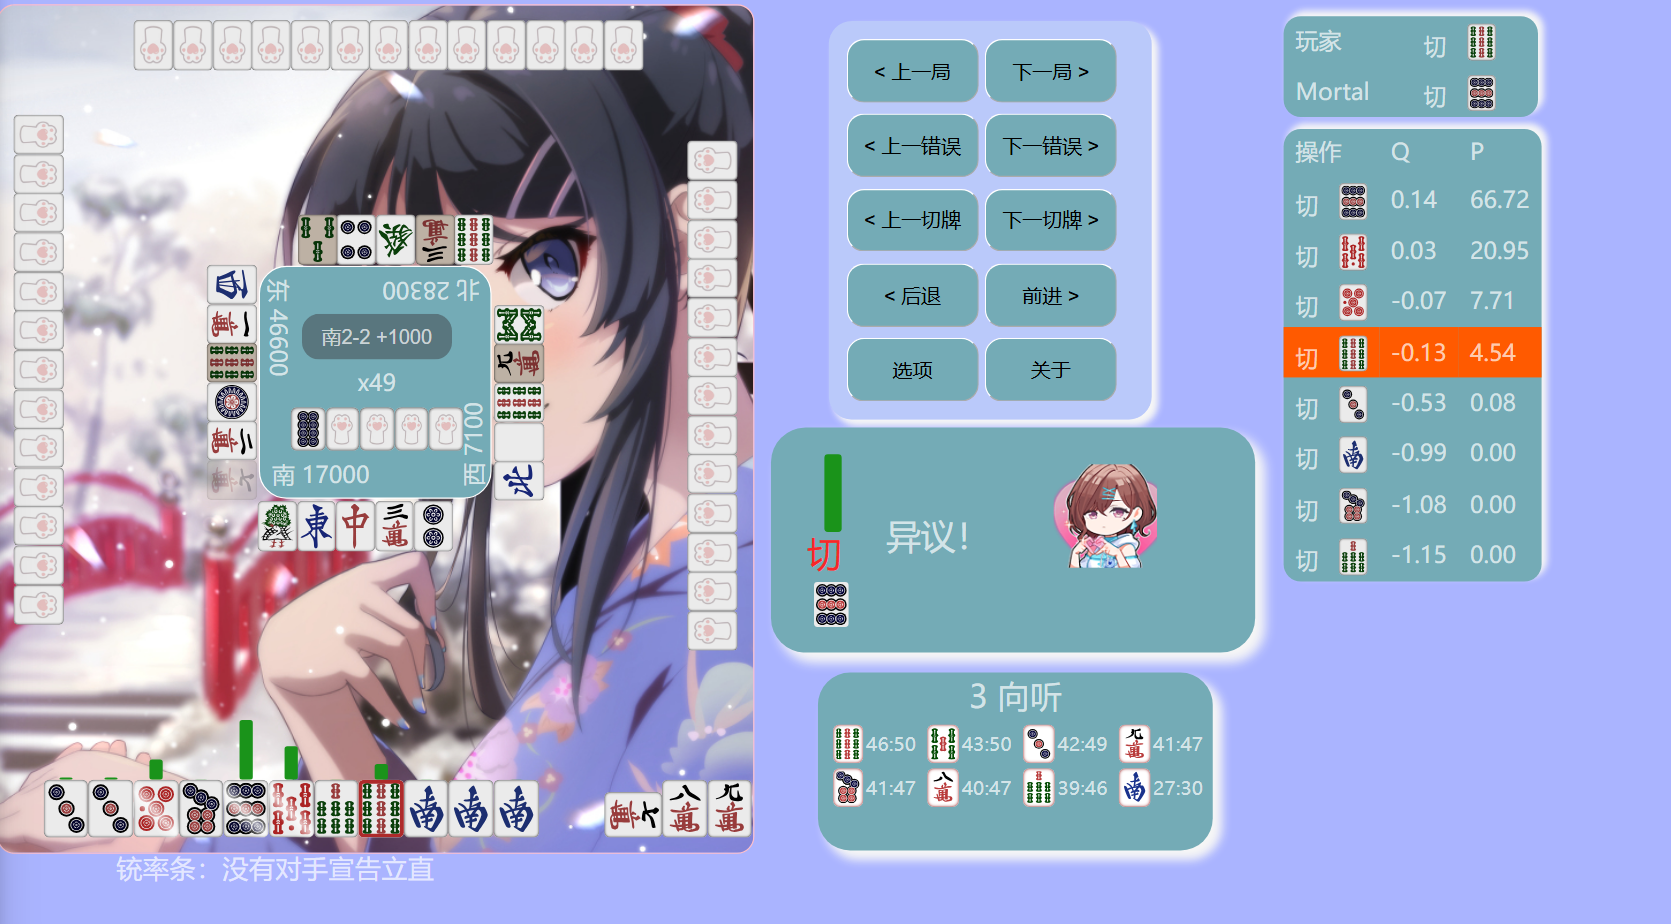 北 28300
东 46600
南2-2 +1000
x49
西 7100
南 17000
铳率条：没有对手宣告立直
< 上一局
下一局 >
< 上一错误
下一错误 >
< 上一切牌
下一切牌 >
< 后退
前进 >
选项
关于
切
异议！
3 向听
46:50
43:50
42:49
41:47
41:47
40:47
39:46
27:30
玩家 切
Mortal 切
操作 Q P
切 0.14 66.72
切 0.03 20.95
切 -0.07 7.71
切 -0.13 4.54
切 -0.53 0.08
切 -0.99 0.00
切 -1.08 0.00
切 -1.15 0.00